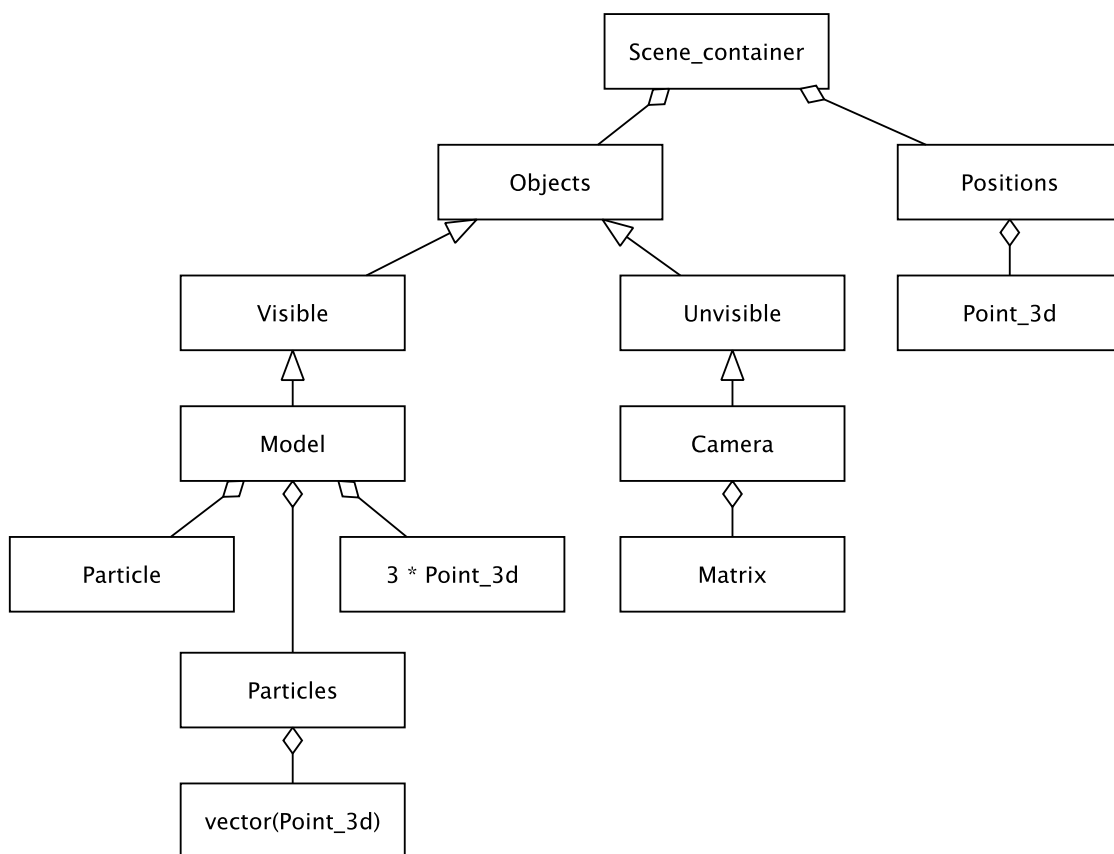 Scene_container
Objects
Positions
Visible
Unvisible
Point_3d
Model
Camera
Particle
3 * Point_3d
Matrix
Particles
vector(Point_3d)